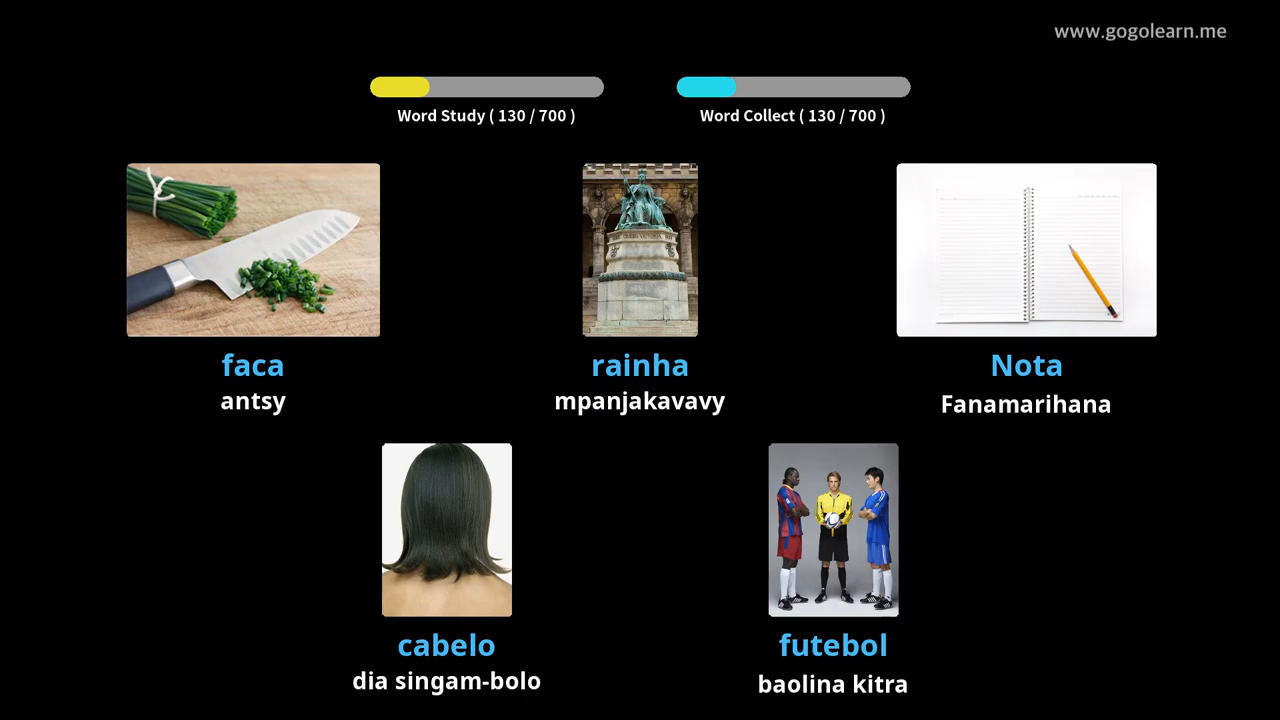 www.gogolearn.me
Word Study ( 130 / 700 )
Word Collect ( 130 / 700 )
faca
antsy
rainha
mpanjakavavy
Nota
Fanamarihana
cabelo
dia singam-bolo
futebol
baolina kitra